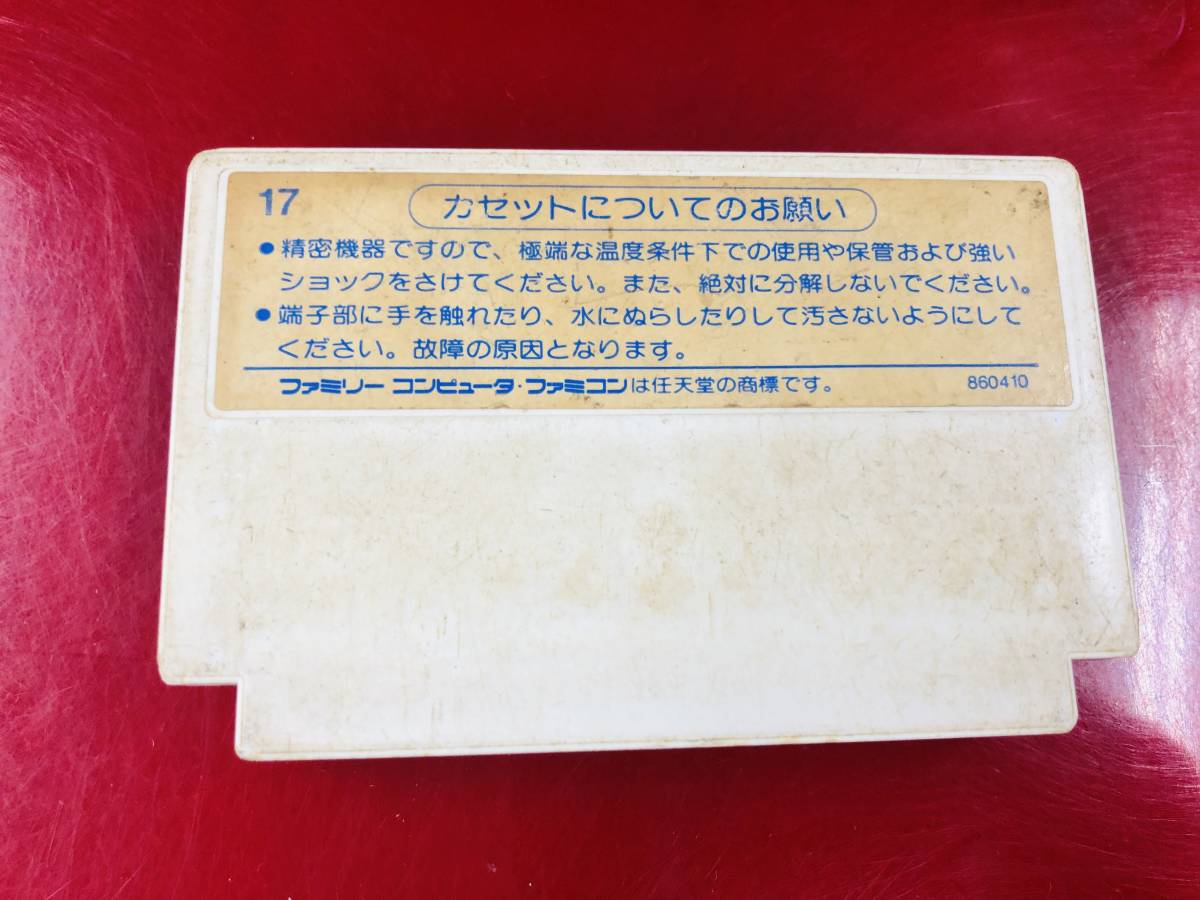 17
カセットについてのお願い
●精密機器ですので、極端な温度条件下での使用や保管および強い
ショックをさけてください。また、絶対に分解しないでください。
●端子部に手を触れたり、水にぬらしたりして汚さないようにして
ください。故障の原因となります。
ファミリー コンピュータ・ファミコンは任天堂の商標です。 860410